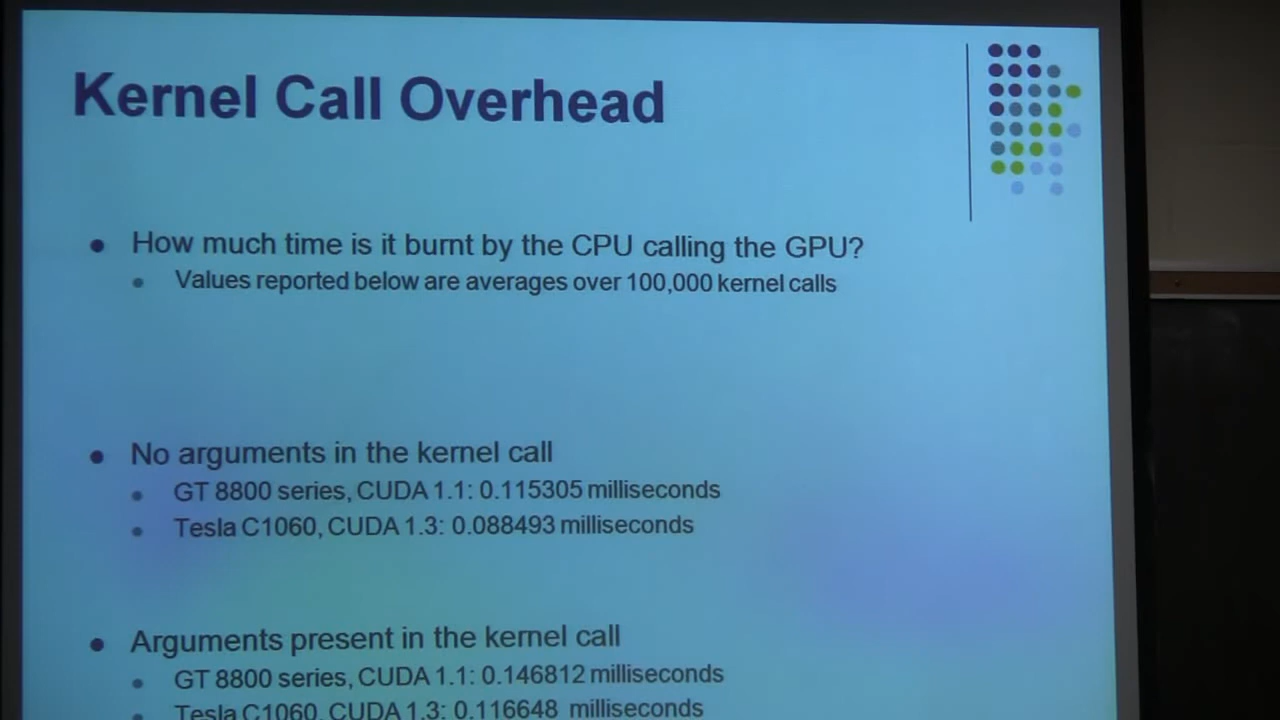 Kernel Call Overhead
How much time is it burnt by the CPU calling the GPU?
Values reported below are averages over 100,000 kernel calls
No arguments in the kernel call
GT 8800 series, CUDA 1.1: 0.115305 milliseconds
Tesla C1060, CUDA 1.3: 0.088493 milliseconds
Arguments present in the kernel call
GT 8800 series, CUDA 1.1: 0.146812 milliseconds
Tesla C1060, CUDA 1.3: 0.116648 milliseconds